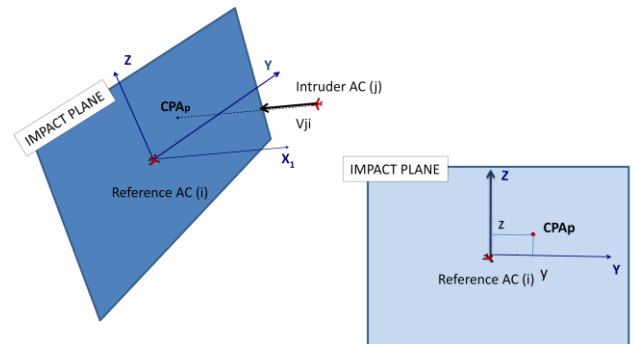 Z
Y
Intruder AC (j)
IMPACT PLANE
CPAp
Vji
X1
Reference AC (i)
IMPACT PLANE
Z
z
CPAp
Y
Reference AC (i)
y